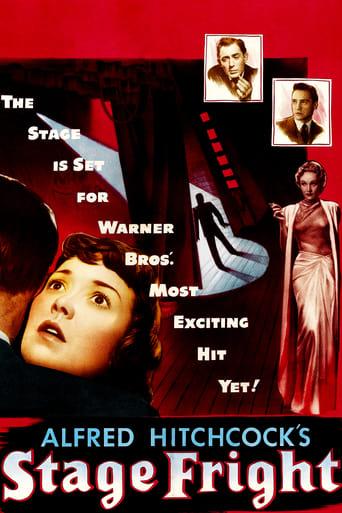 THE
STAGE
IS SET
FOR
WARNER
BROS'.
MOST
EXCITING
HIT
YET!
ALFRED HITCHCOCK'S
Stage Fright